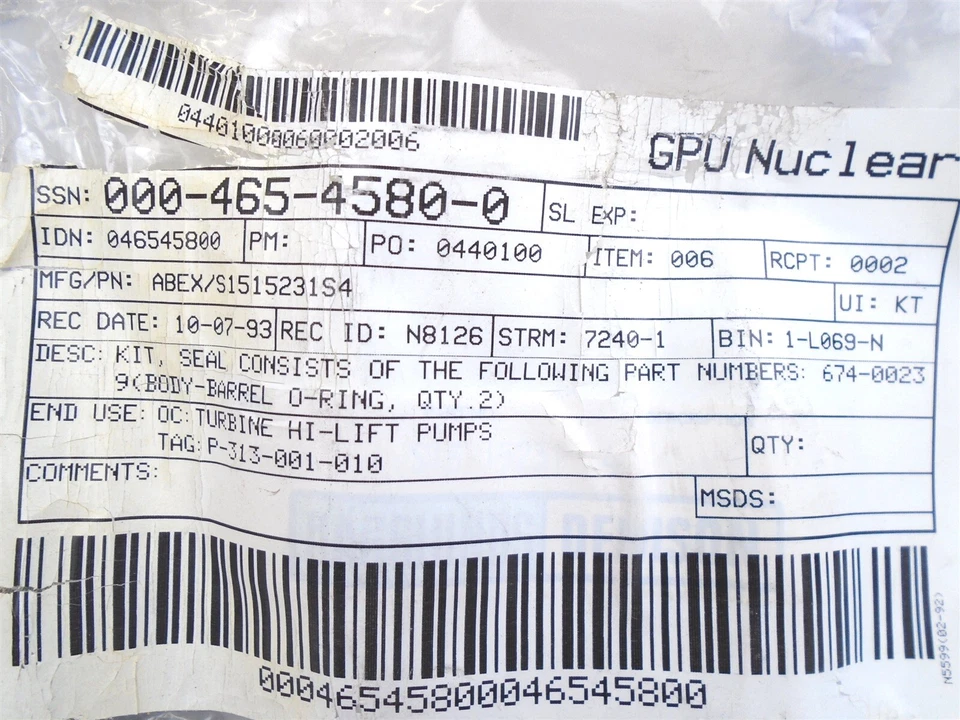 04401000060002006
GPU Nuclear
SSN: 000-465-4580-0 SL EXP:
IDN: 046545800 PM: PO: 0440100 ITEM: 006 RCPT: 0002
MFG/PN: ABEX/S1515231S4
UI: KT
REC DATE: 10-07-93 REC ID: N8126 STRM: 7240-1 BIN: 1-L069-N
DESC: KIT, SEAL CONSISTS OF THE FOLLOWING PART NUMBERS: 674-0023
9(BODY-BARREL O-RING, QTY.2)
END USE: OC:TURBINE HI-LIFT PUMPS
TAG:P-313-001-010
QTY:
COMMENTS:
MSDS:
00046545800046545800
N5599(02-92)